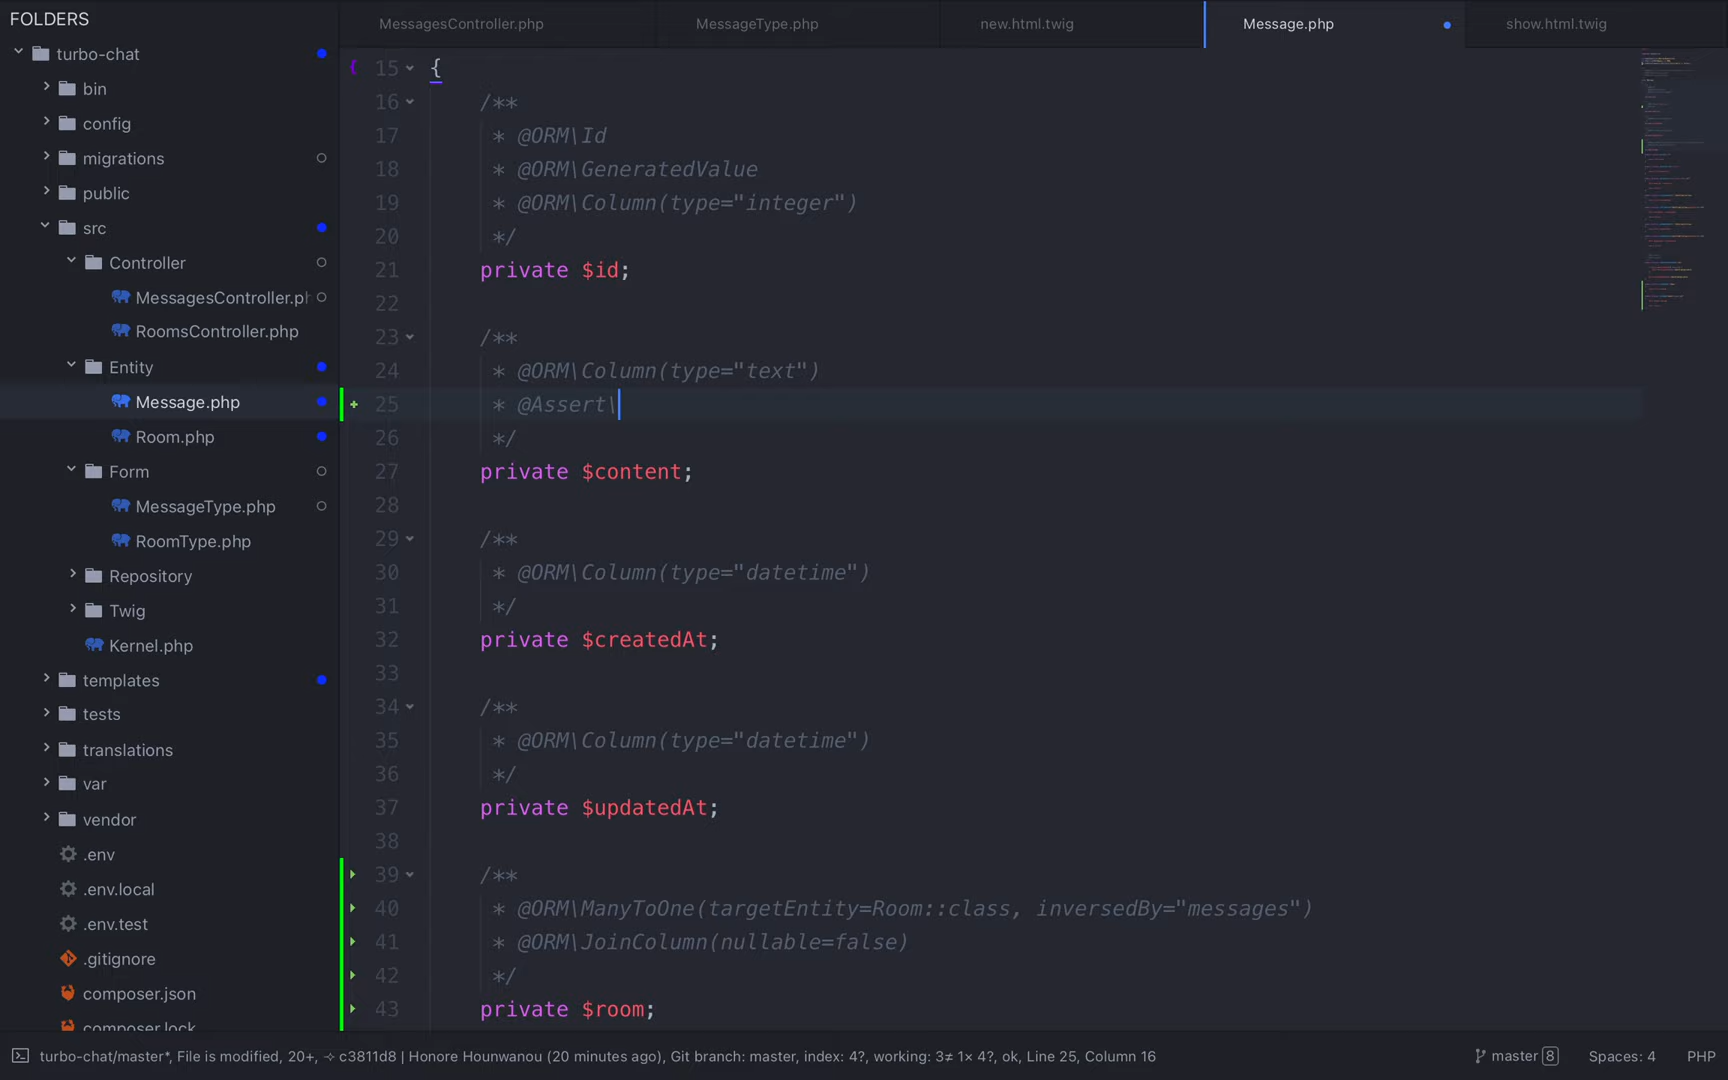 FOLDERS
turbo-chat
bin
config
migrations
public
src
Controller
MessagesController.ph
RoomsController.php
Entity
Message.php
Room.php
Form
MessageType.php
RoomType.php
Repository
Twig
Kernel.php
templates
tests
translations
var
vendor
.env
.env.local
.env.test
.gitignore
composer.json
composer.lock
MessagesController.php MessageType.php new.html.twig Message.php show.html.twig
{ 15 {
16 /**
17 * @ORM\Id
18 * @ORM\GeneratedValue
19 * @ORM\Column(type="integer")
20 */
21 private $id;
22
23 /**
24 * @ORM\Column(type="text")
+ 25 * @Assert\
26 */
27 private $content;
28
29 /**
30 * @ORM\Column(type="datetime")
31 */
32 private $createdAt;
33
34 /**
35 * @ORM\Column(type="datetime")
36 */
37 private $updatedAt;
38
39 /**
40 * @ORM\ManyToOne(targetEntity=Room::class, inversedBy="messages")
41 * @ORM\JoinColumn(nullable=false)
42 */
43 private $room;
turbo-chat/master*, File is modified, 20+, ⟢ c3811d8 | Honore Hounwanou (20 minutes ago), Git branch: master, index: 4?, working: 3≠ 1× 4?, ok, Line 25, Column 16
master 8 Spaces: 4 PHP